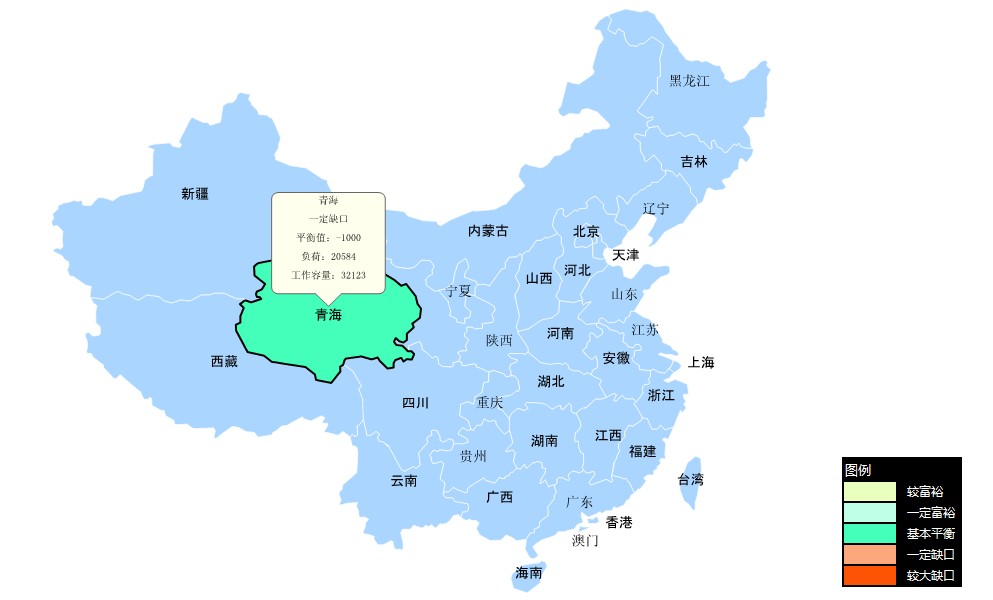 黑龙江
吉林
新疆
辽宁
内蒙古
北京
天津
河北
山西
宁夏
山东
青海
一定缺口
平衡值: -1000
负荷: 20584
工作容量: 32123
青海
陕西
河南
江苏
安徽
西藏
上海
湖北
浙江
四川
重庆
湖南
江西
福建
贵州
云南
广西
台湾
广东
香港
澳门
海南
图例
较富裕
一定富裕
基本平衡
一定缺口
较大缺口